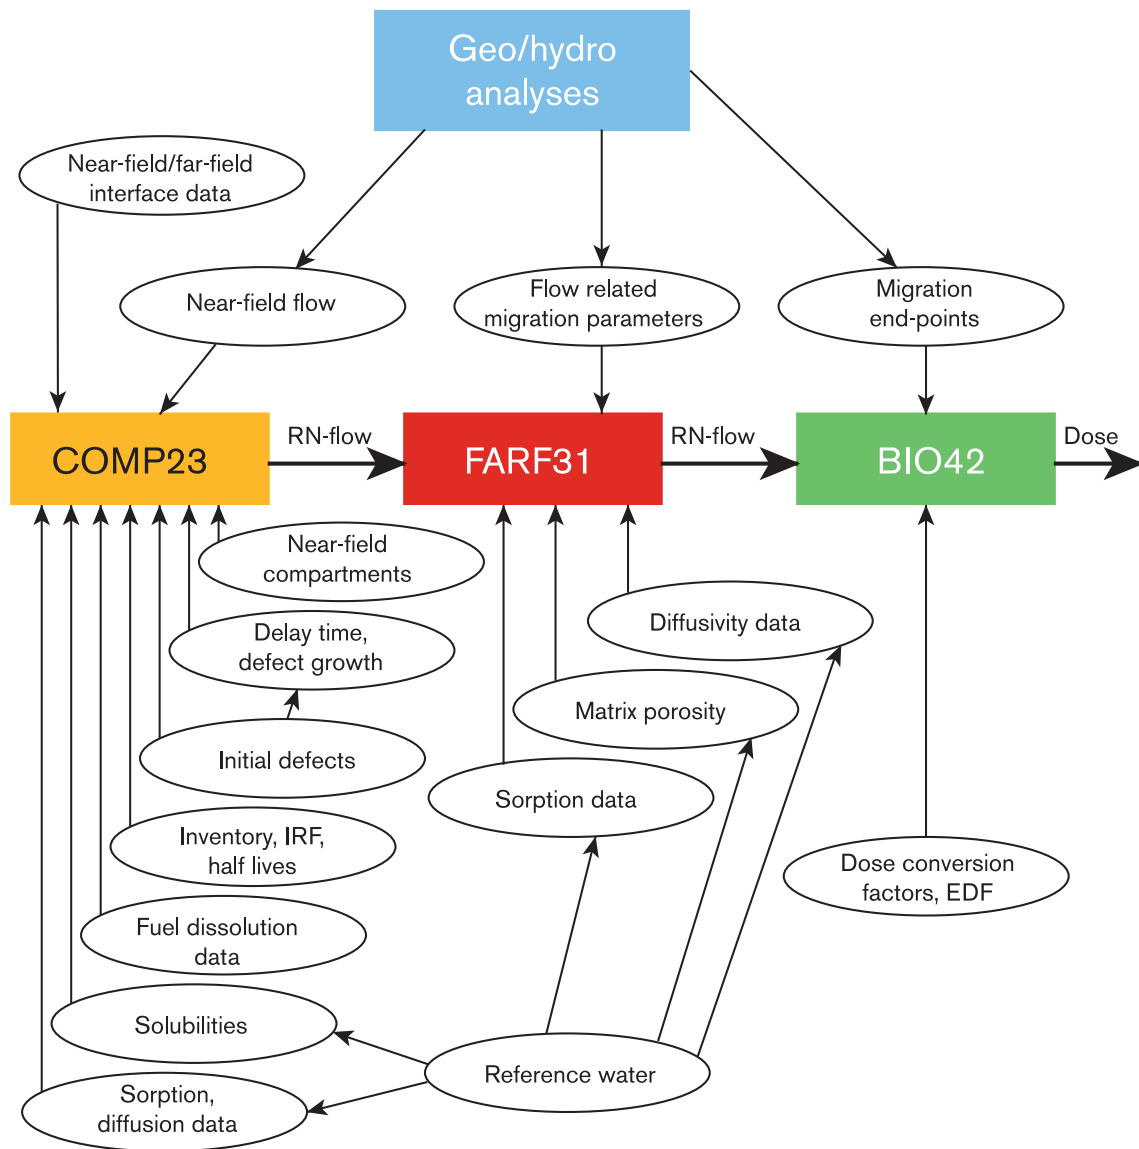 Geo/hydro
analyses
Near-field/far-field
interface data
Near-field flow
Flow related
migration parameters
Migration
end-points
COMP23
RN-flow
FARF31
RN-flow
BIO42
Dose
Near-field
compartments
Delay time,
defect growth
Diffusivity data
Matrix porosity
Initial defects
Sorption data
Inventory, IRF,
half lives
Dose conversion
factors, EDF
Fuel dissolution
data
Solubilities
Reference water
Sorption,
diffusion data